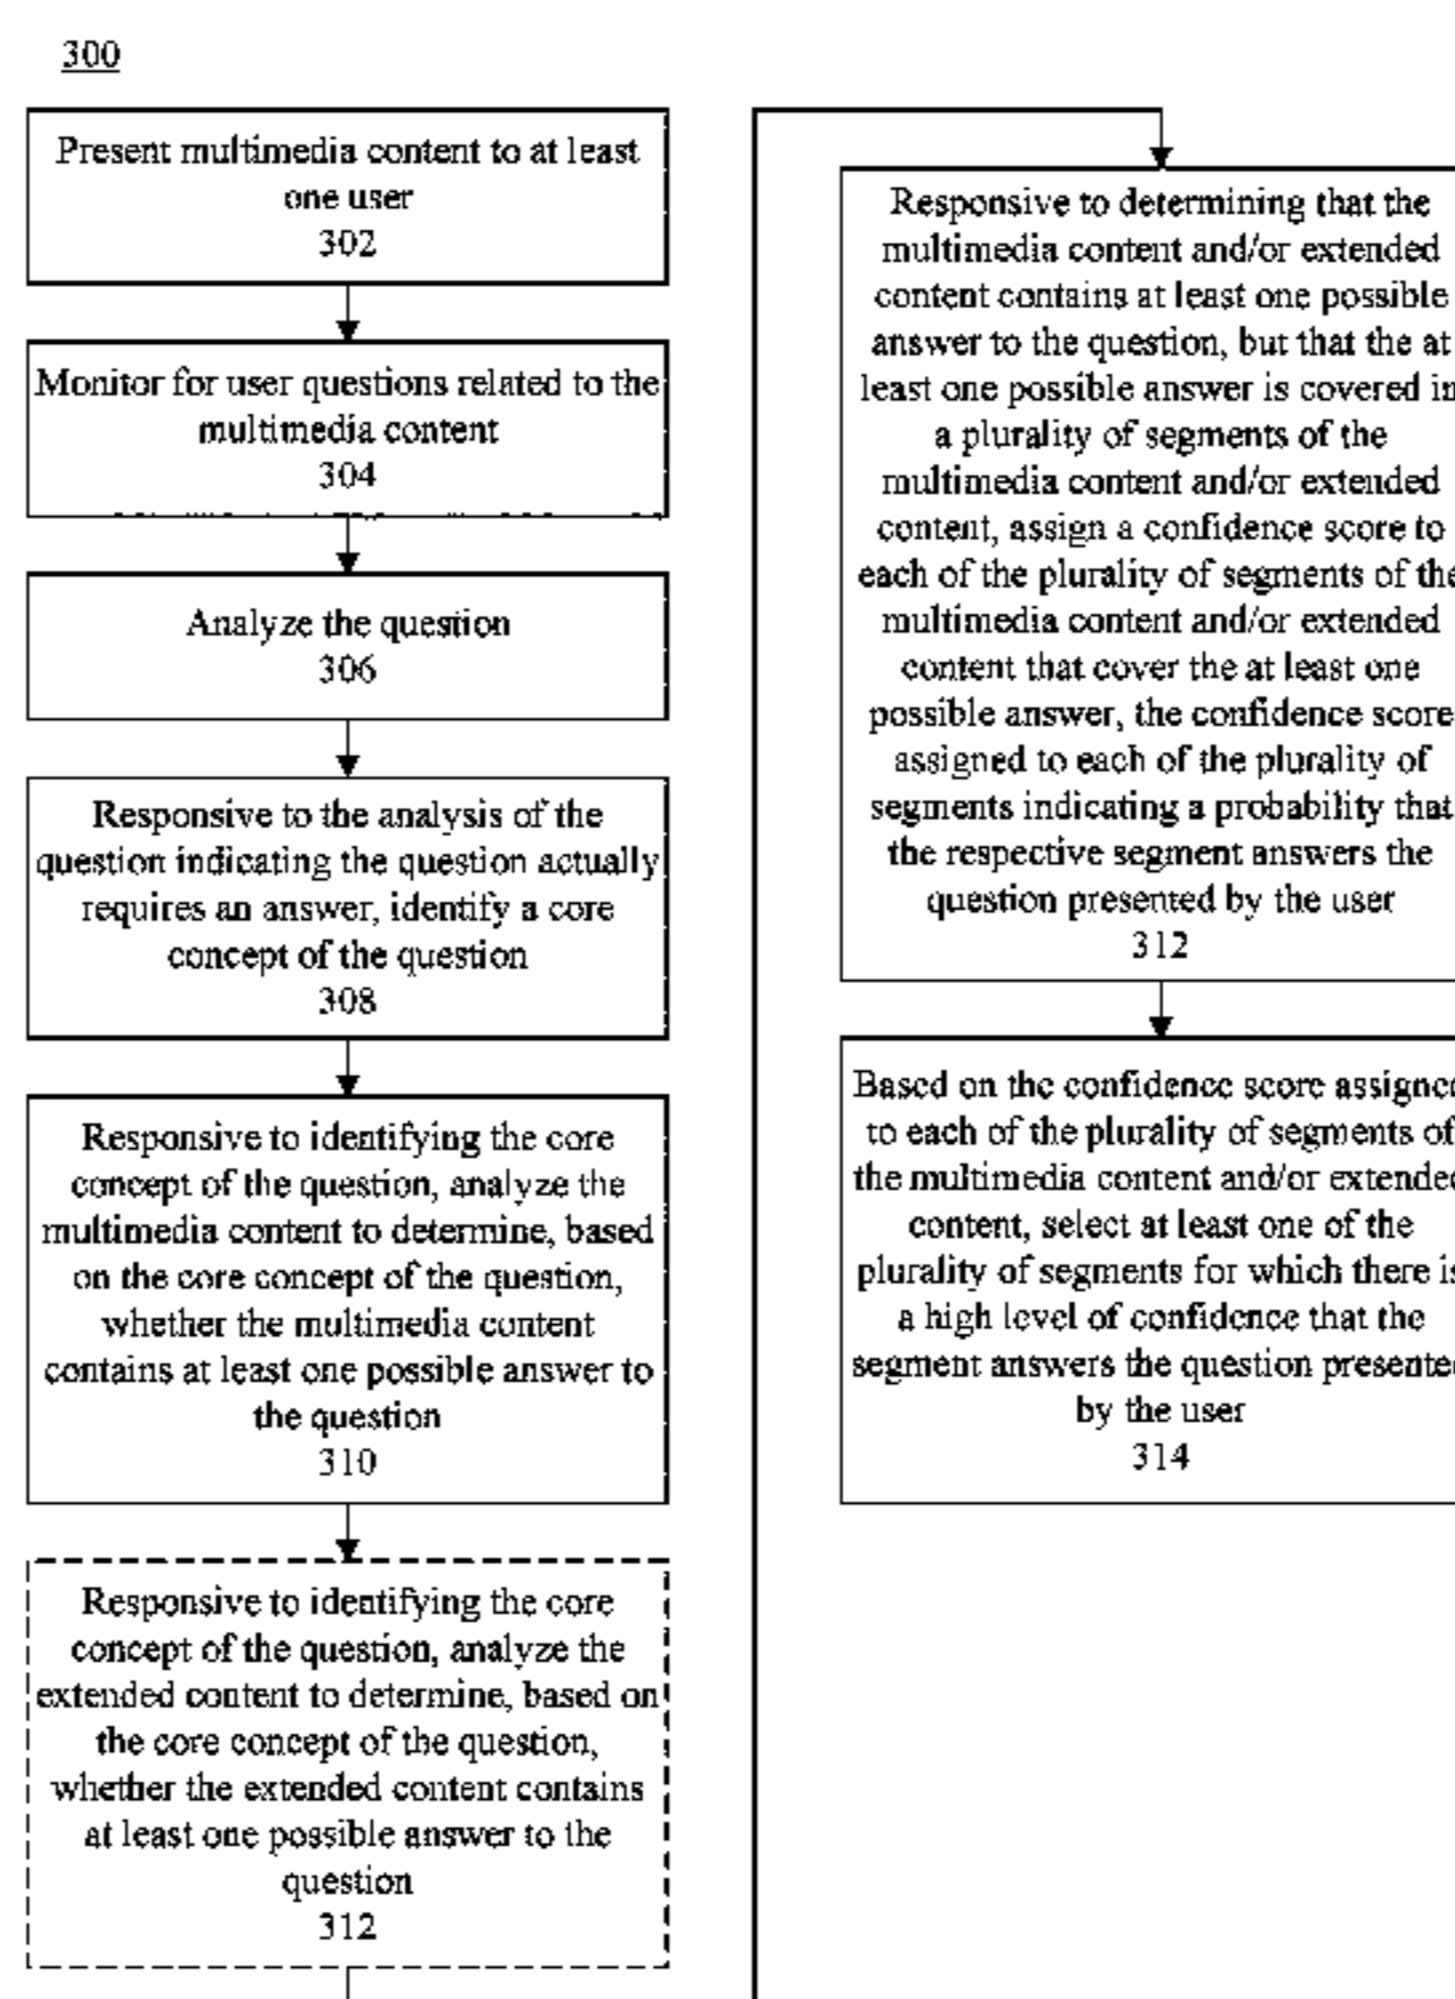 300
Present multimedia content to at least
one user
302
Monitor for user questions related to the
multimedia content
304
Analyze the question
306
Responsive to the analysis of the
question indicating the question actually
requires an answer, identify a core
concept of the question
308
Responsive to identifying the core
concept of the question, analyze the
multimedia content to determine, based
on the core concept of the question,
whether the multimedia content
contains at least one possible answer to
the question
310
Responsive to identifying the core
concept of the question, analyze the
extended content to determine, based on
the core concept of the question,
whether the extended content contains
at least one possible answer to the
question
312
Responsive to determining that the
multimedia content and/or extended
content contains at least one possible
answer to the question, but that the at
least one possible answer is covered in
a plurality of segments of the
multimedia content and/or extended
content, assign a confidence score to
each of the plurality of segments of the
multimedia content and/or extended
content that cover the at least one
possible answer, the confidence score
assigned to each of the plurality of
segments indicating a probability that
the respective segment answers the
question presented by the user
312
Based on the confidence score assigned
to each of the plurality of segments of
the multimedia content and/or extended
content, select at least one of the
plurality of segments for which there is
a high level of confidence that the
segment answers the question presented
by the user
314